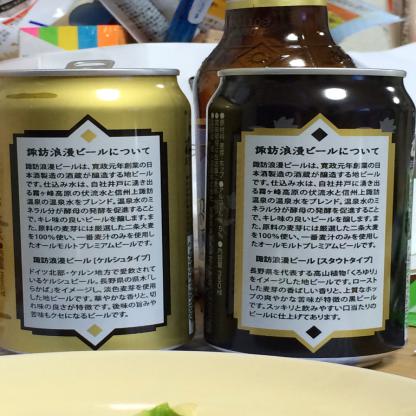 諏訪浪漫ビールについて
諏訪浪漫ビールは、寛政元年創業の日
本酒製造の酒蔵が醸造する地ビール
です。仕込み水は、自社井戸に湧き出
る霧ヶ峰高原の伏流水と信州上諏訪
温泉の温泉水をブレンド。温泉水のミ
ネラル分が酵母の発酵を促進すること
で、キレ味の良いビールを醸します。ま
た、原料の麦芽には厳選した二条大麦
を100%使い、一番麦汁のみを使用し
たオールモルトプレミアムビールです。
諏訪浪漫ビール［ケルシュタイプ］
ドイツ北部・ケルン地方で愛飲されて
いるケルシュビール。長野県の県木「し
らかば」をイメージし、淡色麦芽を使用
した地ビールです。華やかな香りと、切
れ味の良さが特徴です。後味の旨みや
苦味もクセになるビールです。
諏訪浪漫ビールについて
諏訪浪漫ビールは、寛政元年創業の日
本酒製造の酒蔵が醸造する地ビール
です。仕込み水は、自社井戸に湧き出
る霧ヶ峰高原の伏流水と信州上諏訪
温泉の温泉水をブレンド。温泉水のミ
ネラル分が酵母の発酵を促進すること
で、キレ味の良いビールを醸します。ま
た、原料の麦芽には厳選した二条大麦
を100%使い、一番麦汁のみを使用した
オールモルトプレミアムビールです。
諏訪浪漫ビール［スタウトタイプ］
長野県を代表する高山植物「くろゆり」
をイメージした地ビールです。ロースト
した麦芽の香ばしい香りと、上質なホッ
プの爽やかな苦味が特徴の黒ビール
です。スッキリと飲みやすい口当たりの
ビールに仕上げてあります。